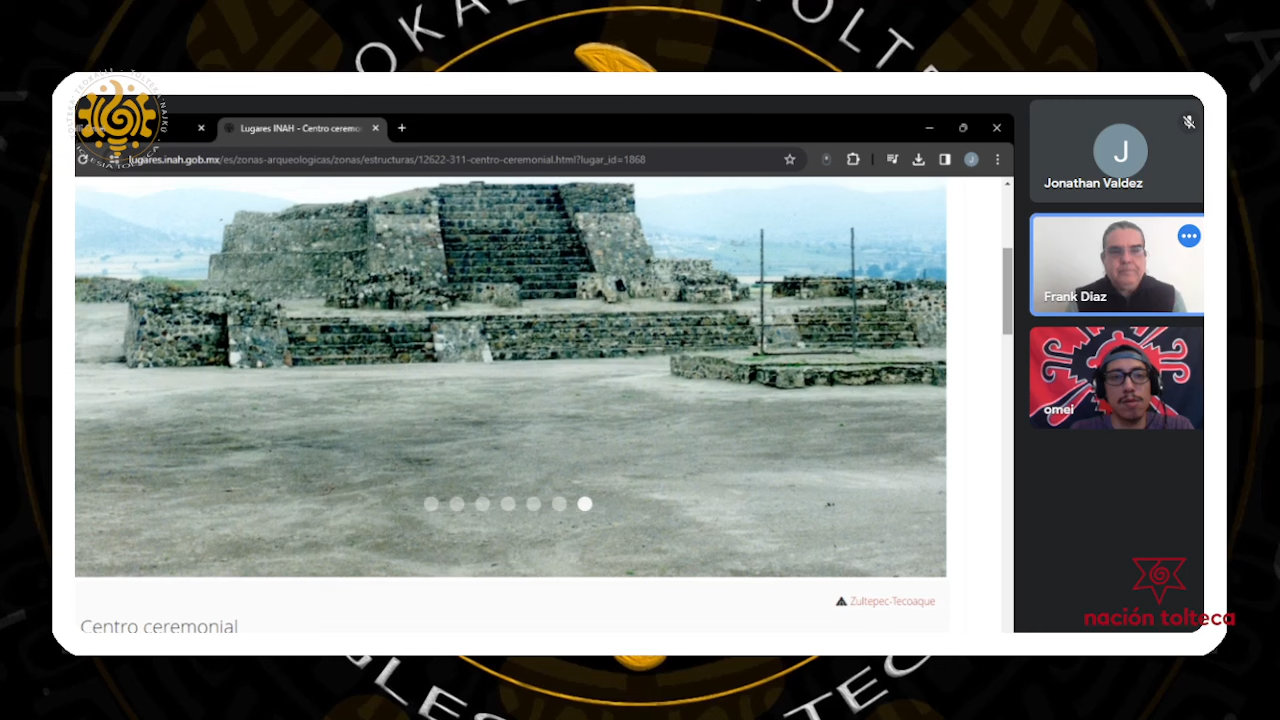 Lugares INAH - Centro ceremo
lugares.inah.gob.mx/es/zonas-arqueologicas/zonas/estructuras/12622-311-centro-ceremonial.html?lugar_id=1868
J
Jonathan Valdez
Frank Diaz
omei
Zultepec-Tecoaque
Centro ceremonial
nación tolteca